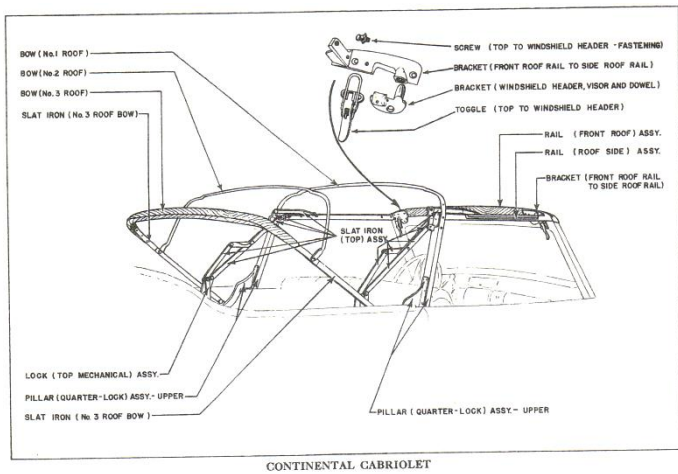 BOW (No.1 ROOF)
BOW (No.2 ROOF)
BOW (No.3 ROOF)
SLAT IRON (No.3 ROOF BOW)
SCREW (TOP TO WINDSHIELD HEADER - FASTENING)
BRACKET (FRONT ROOF RAIL TO SIDE ROOF RAIL)
BRACKET (WINDSHIELD HEADER, VISOR AND DOWEL)
TOGGLE (TOP TO WINDSHIELD HEADER)
RAIL (FRONT ROOF) ASSY.
RAIL (ROOF SIDE) ASSY.
BRACKET (FRONT ROOF RAIL
TO SIDE ROOF RAIL)
SLAT IRON
(TOP) ASSY.
LOCK (TOP MECHANICAL) ASSY.
PILLAR (QUARTER-LOCK) ASSY.- UPPER
SLAT IRON (No.3 ROOF BOW)
PILLAR (QUARTER-LOCK) ASSY.- UPPER
CONTINENTAL CABRIOLET